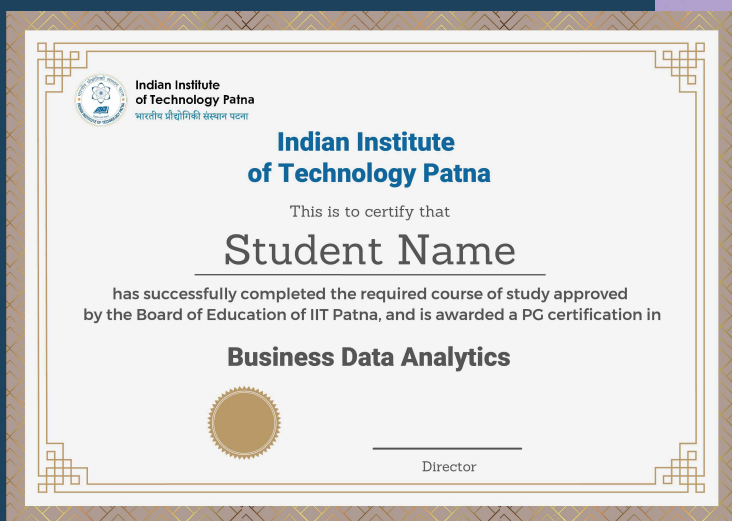 Indian Institute
of Technology Patna
भारतीय प्रौद्योगिकी संस्थान पटना
Indian Institute
of Technology Patna
This is to certify that
Student Name
has successfully completed the required course of study approved
by the Board of Education of IIT Patna, and is awarded a PG certification in
Business Data Analytics
Director